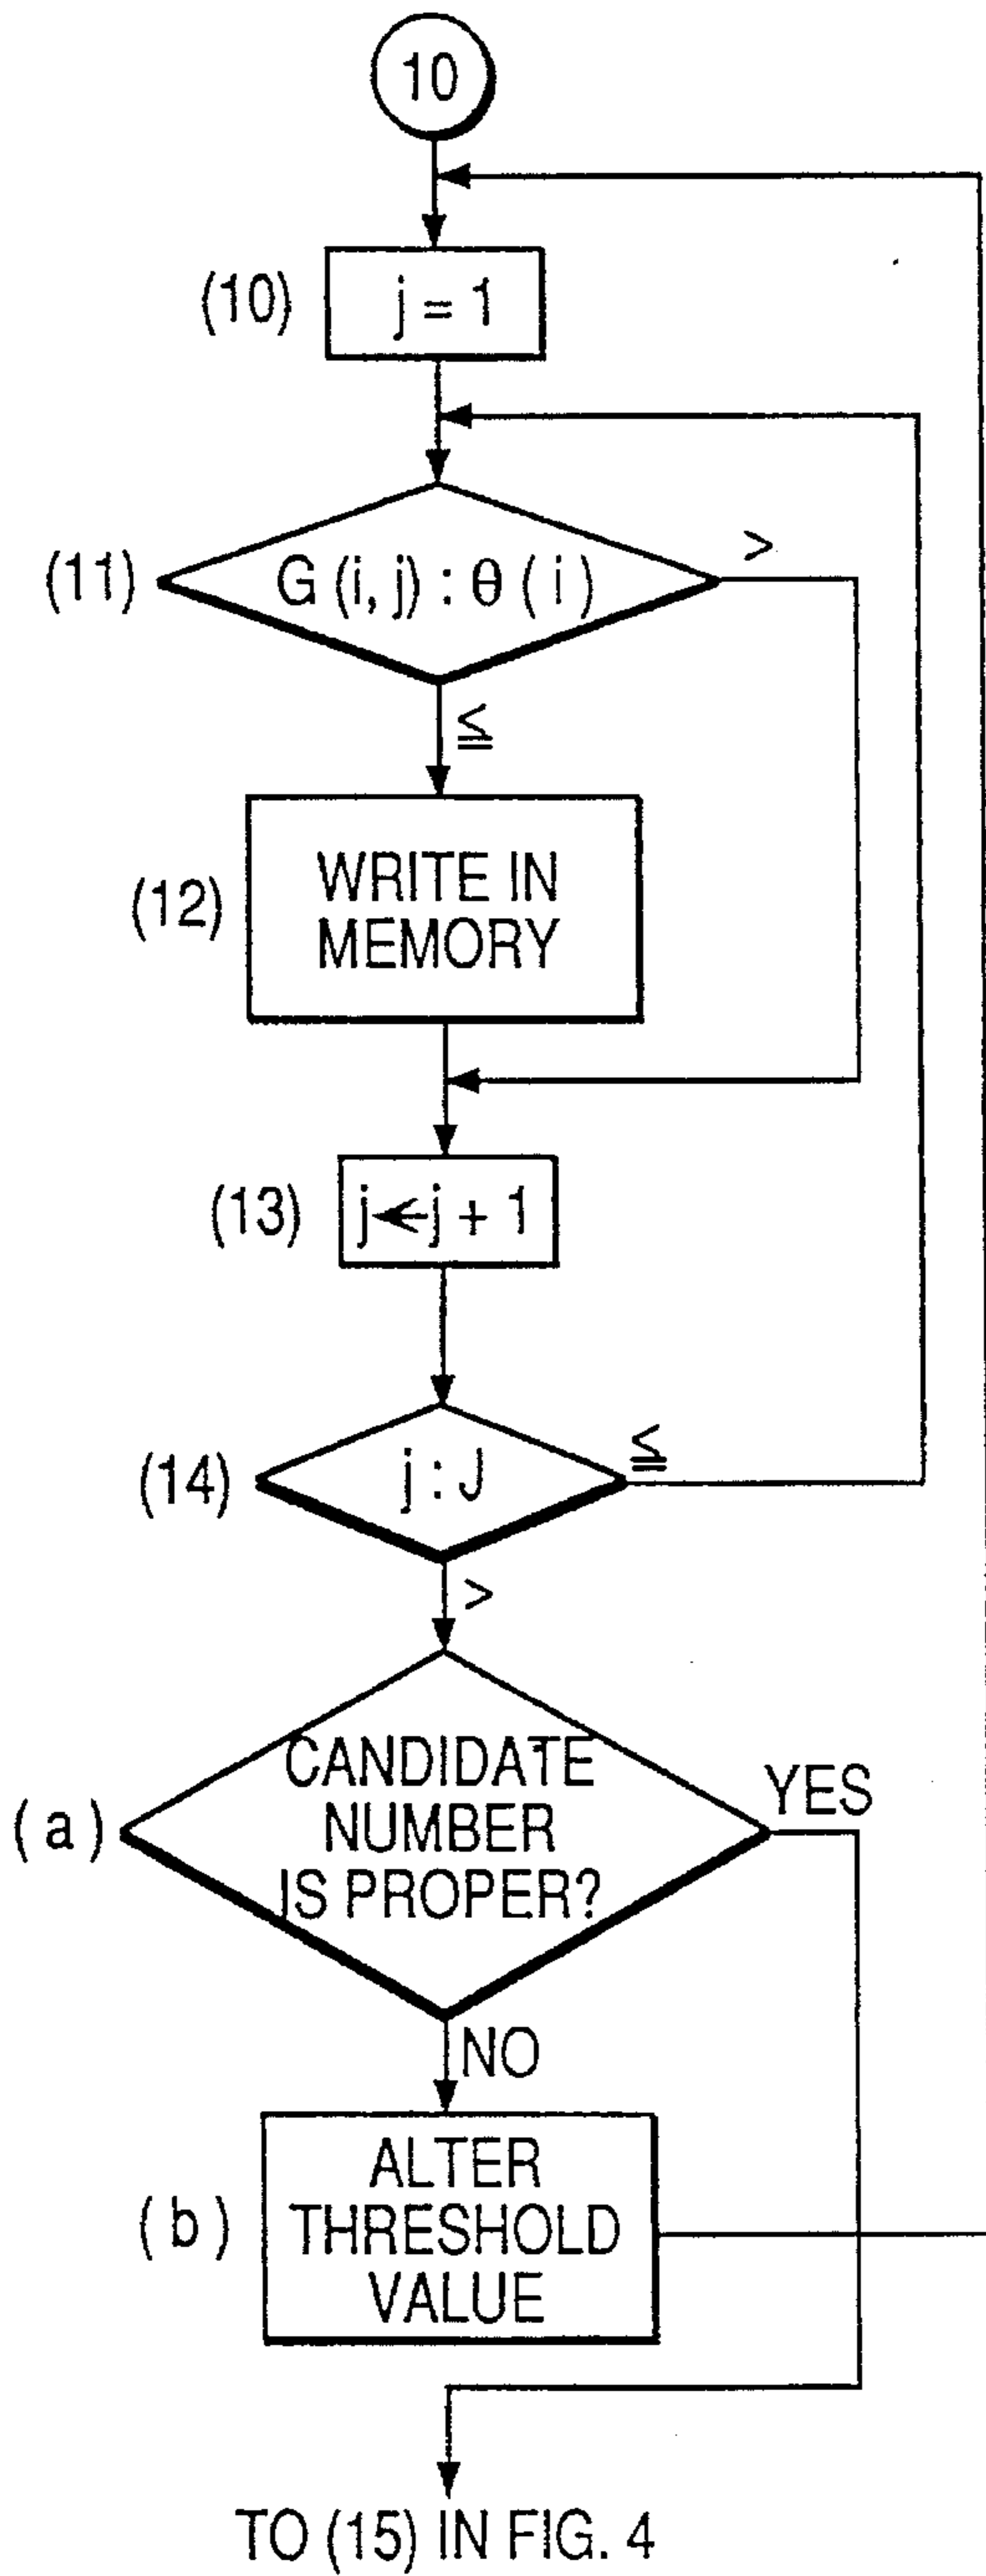 10
(10) j = 1
(11) G (i, j) : θ ( i ) >
≦
(12) WRITE IN
MEMORY
(13) j ← j + 1
(14) j : J ≦
>
( a ) CANDIDATE
NUMBER
IS PROPER?
YES
NO
( b ) ALTER
THRESHOLD
VALUE
TO (15) IN FIG. 4